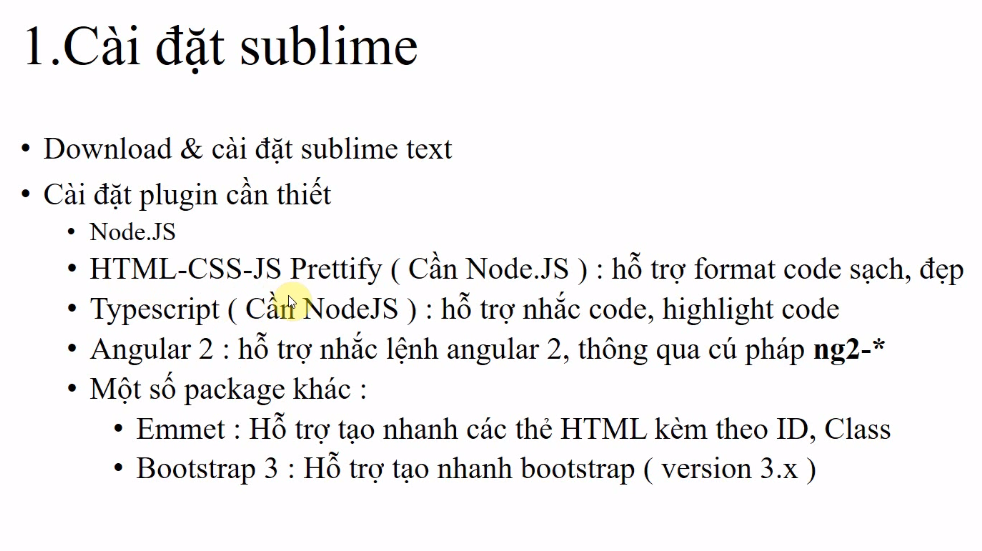 1.Cài đặt sublime
• Download & cài đặt sublime text
• Cài đặt plugin cần thiết
• Node.JS
• HTML-CSS-JS Prettify ( Cần Node.JS ) : hỗ trợ format code sạch, đẹp
• Typescript ( Cần NodeJS ) : hỗ trợ nhắc code, highlight code
• Angular 2 : hỗ trợ nhắc lệnh angular 2, thông qua cú pháp ng2-*
• Một số package khác :
• Emmet : Hỗ trợ tạo nhanh các thẻ HTML kèm theo ID, Class
• Bootstrap 3 : Hỗ trợ tạo nhanh bootstrap ( version 3.x )